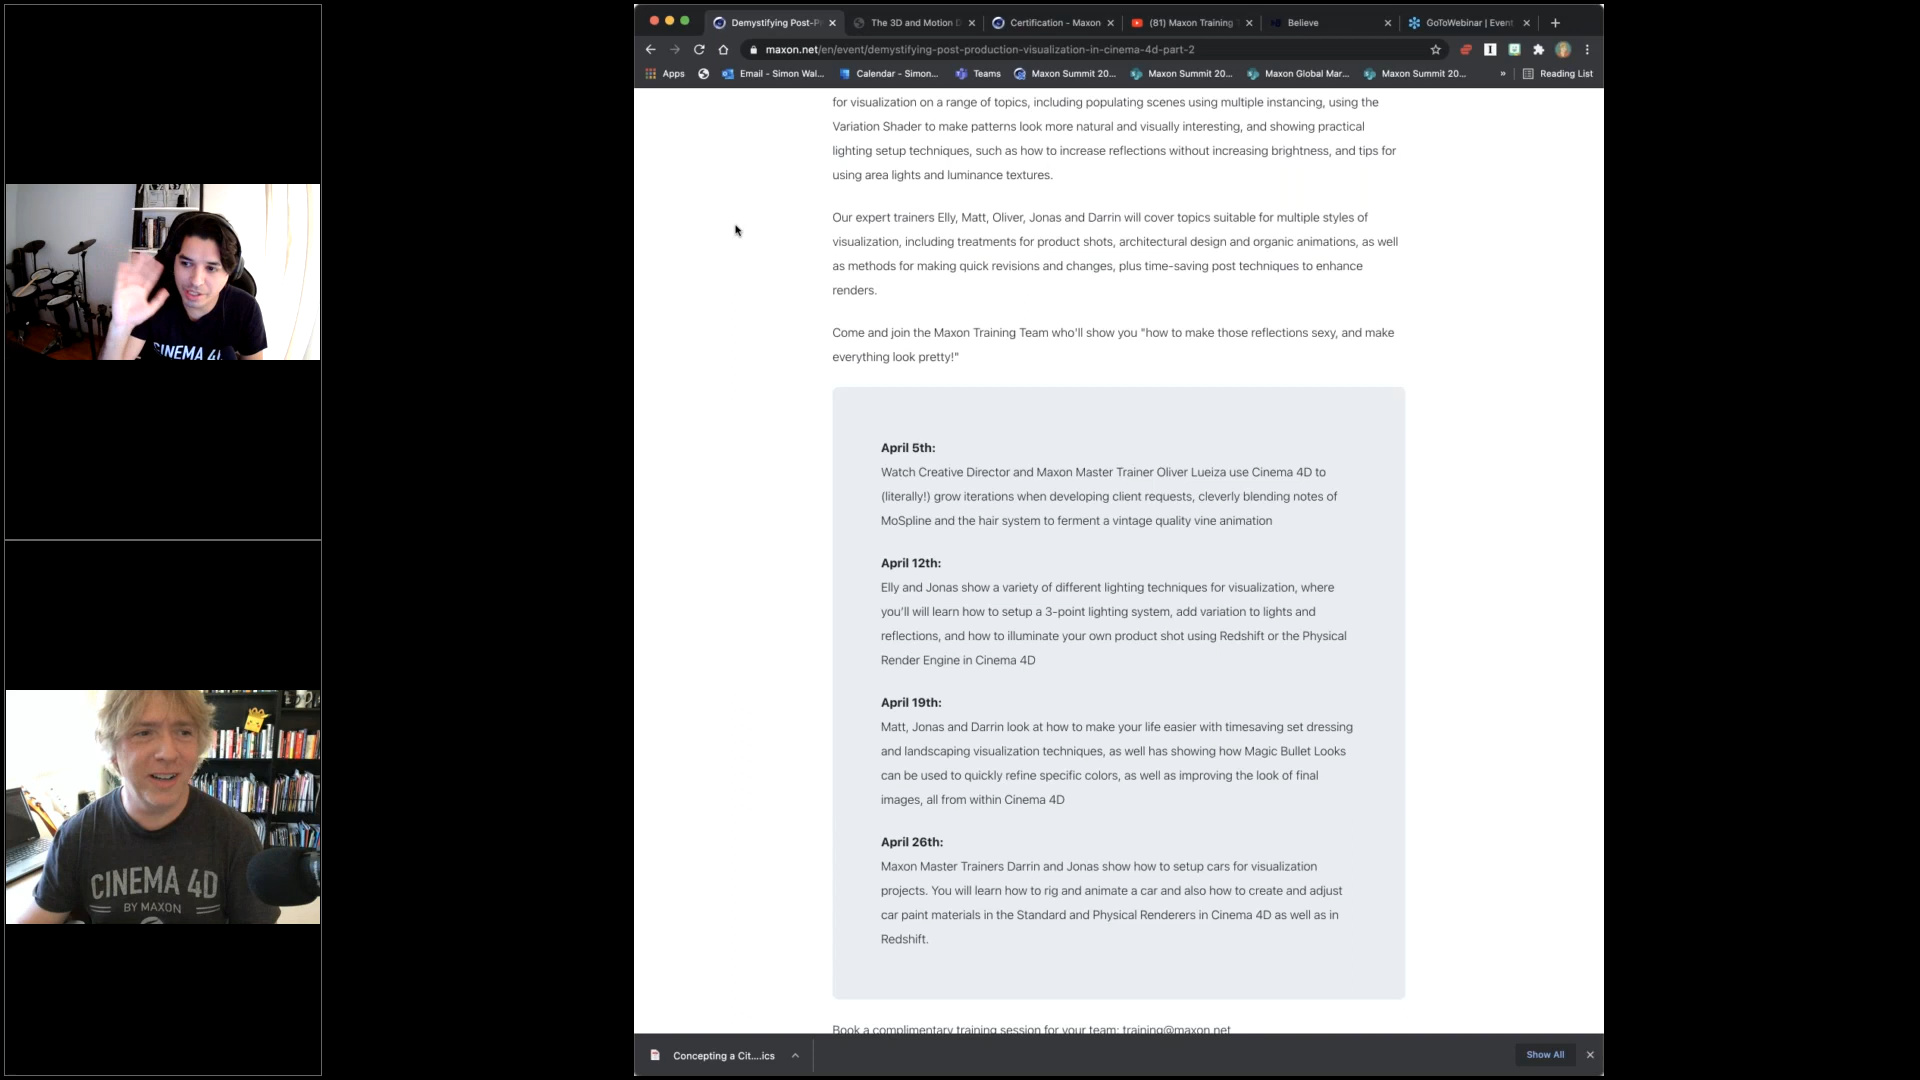 Demystifying Post-P
The 3D and Motion D
Certification - Maxon
(81) Maxon Training
Believe
GoToWebinar | Event
maxon.net/en/event/demystifying-post-production-visualization-in-cinema-4d-part-2
Apps
Email - Simon Wal...
Calendar - Simon...
Teams
Maxon Summit 20...
Maxon Summit 20...
Maxon Global Mar...
Maxon Summit 20...
»
Reading List
for visualization on a range of topics, including populating scenes using multiple instancing, using the
Variation Shader to make patterns look more natural and visually interesting, and showing practical
lighting setup techniques, such as how to increase reflections without increasing brightness, and tips for
using area lights and luminance textures.
Our expert trainers Elly, Matt, Oliver, Jonas and Darrin will cover topics suitable for multiple styles of
visualization, including treatments for product shots, architectural design and organic animations, as well
as methods for making quick revisions and changes, plus time-saving post techniques to enhance
renders.
Come and join the Maxon Training Team who'll show you "how to make those reflections sexy, and make
everything look pretty!"
April 5th:
Watch Creative Director and Maxon Master Trainer Oliver Lueiza use Cinema 4D to
(literally!) grow iterations when developing client requests, cleverly blending notes of
MoSpline and the hair system to ferment a vintage quality vine animation
April 12th:
Elly and Jonas show a variety of different lighting techniques for visualization, where
you'll will learn how to setup a 3-point lighting system, add variation to lights and
reflections, and how to illuminate your own product shot using Redshift or the Physical
Render Engine in Cinema 4D
April 19th:
Matt, Jonas and Darrin look at how to make your life easier with timesaving set dressing
and landscaping visualization techniques, as well has showing how Magic Bullet Looks
can be used to quickly refine specific colors, as well as improving the look of final
images, all from within Cinema 4D
April 26th:
Maxon Master Trainers Darrin and Jonas show how to setup cars for visualization
projects. You will learn how to rig and animate a car and also how to create and adjust
car paint materials in the Standard and Physical Renderers in Cinema 4D as well as in
Redshift.
Book a complimentary training session for your team: training@maxon.net
Concepting a Cit....ics
Show All
CINEMA 4D
CINEMA 4D
BY MAXON